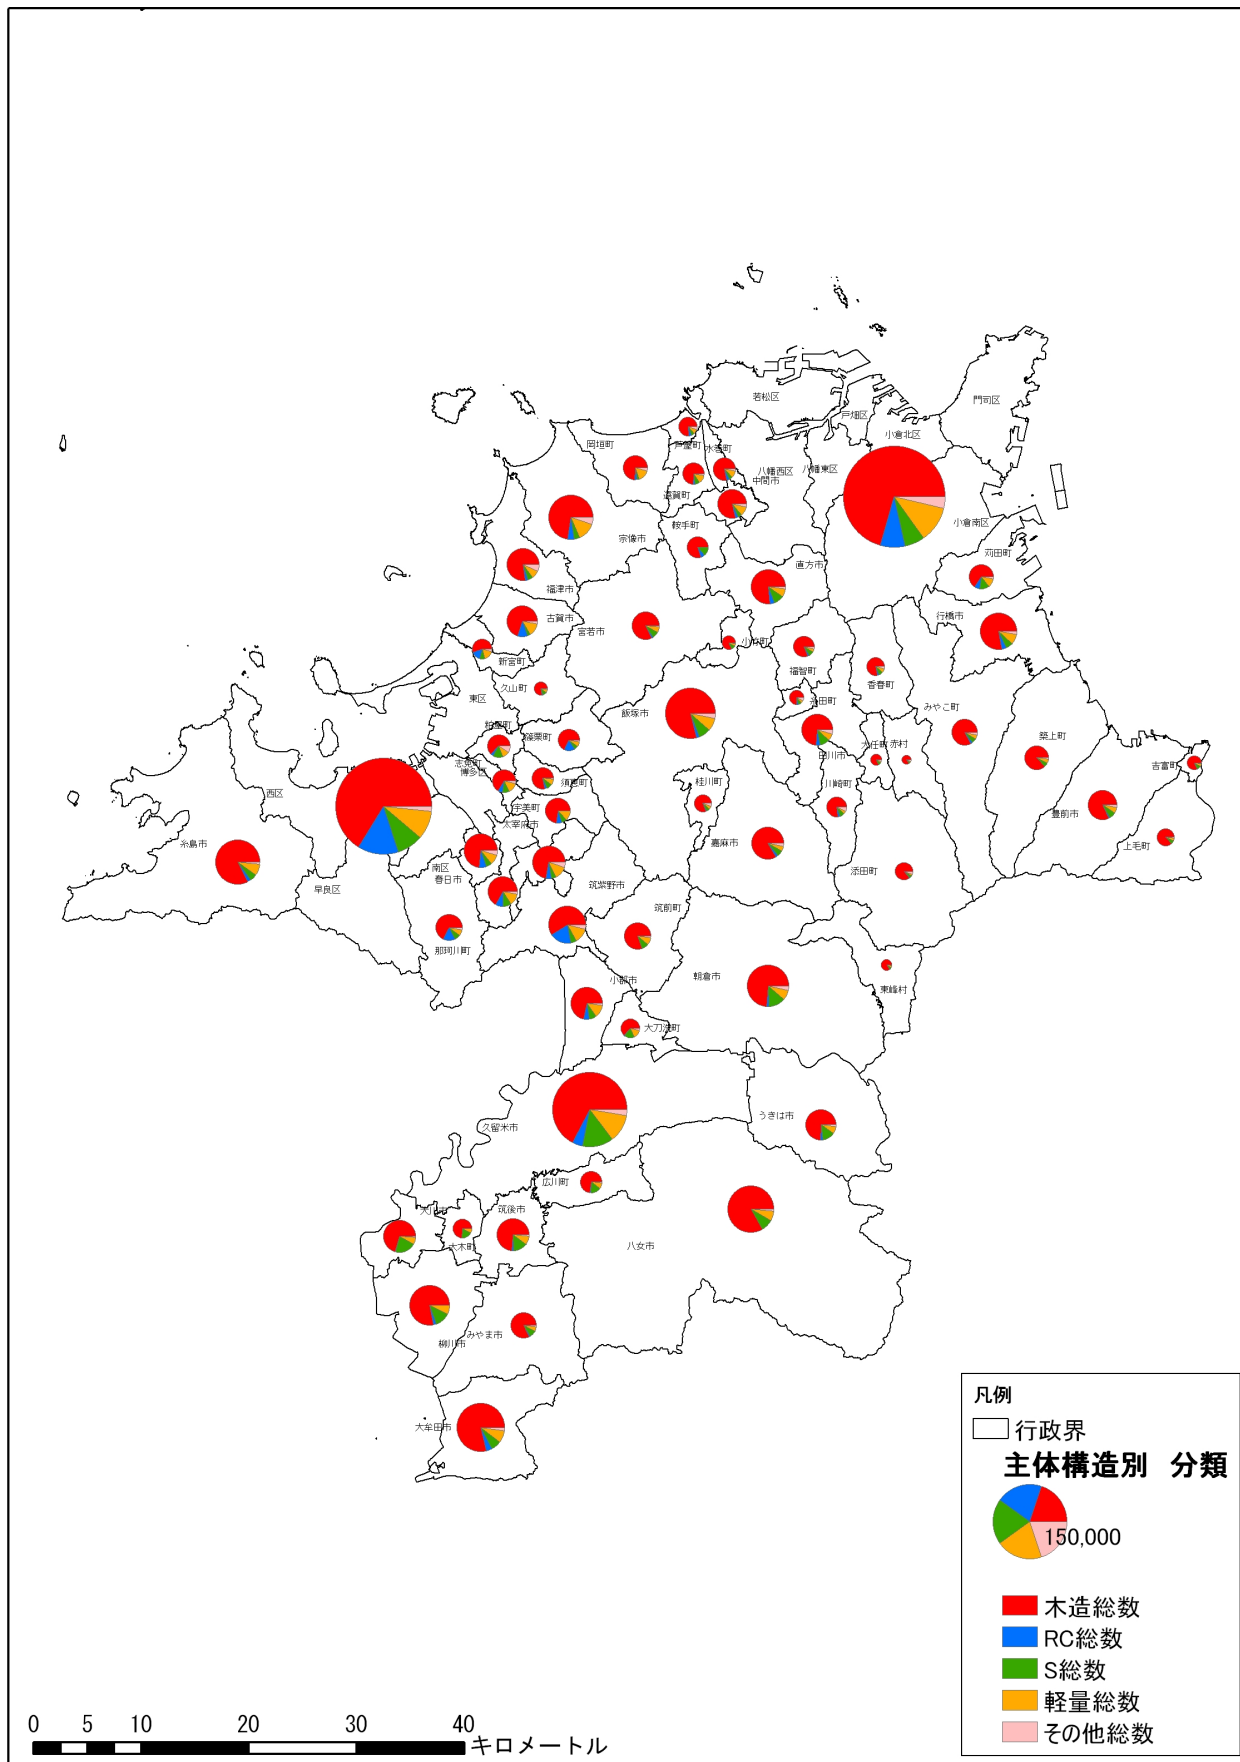 若松区
門司区
戸畑区
小倉北区
岡垣町
芦屋町
水巻町
八幡西区
八幡東区
中間市
遠賀町
小倉南区
鞍手町
宗像市
苅田町
直方市
福津市
行橋市
古賀市
宮若市
小竹町
福智町
新宮町
香春町
久山町
東区
糸田町
みやこ町
飯塚市
粕屋町
篠栗町
築上町
田川市
大任町
赤村
志免町
博多区
吉富町
須恵町
桂川町
川崎町
西区
宇美町
豊前市
太宰府市
糸島市
嘉麻市
上毛町
南区
春日市
添田町
早良区
筑紫野市
筑前町
那珂川町
朝倉市
小郡市
東峰村
大刀洗町
うきは市
久留米市
広川町
大川市
筑後市
大木町
八女市
みやま市
柳川市
大牟田市
凡例
行政界
主体構造別 分類
150,000
木造総数
RC総数
S総数
軽量総数
その他総数
0 5 10 20 30 40
キロメートル